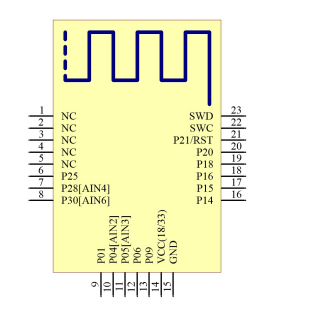 1 NC SWD 23
2 NC SWC 22
3 NC P21/RST 21
4 NC P20 20
5 NC P18 19
6 P25 P16 18
7 P28[AIN4] P15 17
8 P30[AIN6] P14 16
P01 9
P04[AIN2] 10
P05[AIN3] 11
P06 12
P09 13
VCC(18/33) 14
GND 15